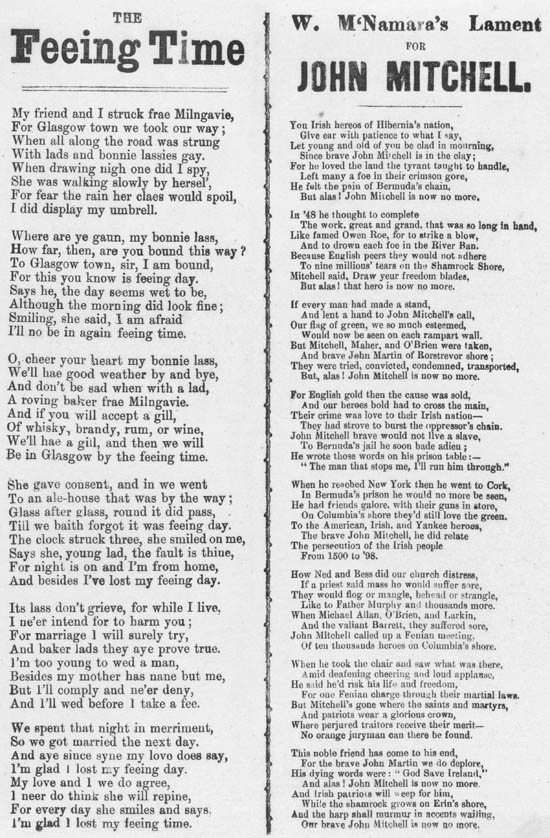 THE
Feeing Time
My friend and I struck frae Milngavie,
For Glasgow town we took our way;
When all along the road was strung
With lads and bonnie lassies gay.
When drawing nigh one did I spy,
She was walking slowly by hersel',
For fear the rain her claes would spoil,
I did display my umbrell.
Where are ye gaun, my bonnie lass,
How far, then, are you bound this way?
To Glasgow town, sir, I am bound,
For this you know is feeing day.
Says he, the day seems wet to be,
Although the morning did look fine;
Smiling, she said, I am afraid
I'll no be in again feeing time.
O, cheer your heart my bonnie lass,
We'll hae good weather by and bye,
And don't be sad when with a lad,
A roving baker frae Milngavie.
And if you will accept a gill,
Of whisky, brandy, rum, or wine,
We'll hae a gill, and then we will
Be in Glasgow by the feeing time.
She gave consent, and in we went
To an ale-house that was by the way;
Glass after glass, round it did pass,
Till we baith forgot it was feeing day.
The clock struck three, she smiled on me,
Says she, young lad, the fault is thine,
For night is on and I'm from home,
And besides I've lost my feeing day.
Its lass don't grieve, for while I live,
I ne'er intend for to harm you;
For marriage I will surely try,
And baker lads they aye prove true.
I'm too young to wed a man,
Besides my mother has nane but me,
But I'll comply and ne'er deny,
And I'll wed before I take a fee.
We spent that night in merriment,
So we got married the next day.
And aye since syne my love does say,
I'm glad I lost my feeing day.
My love and I we do agree,
I neer do think she will repine,
For every day she smiles and says.
I'm glad I lost my feeing time.
W. M'Namara's Lament
FOR
JOHN MITCHELL.
You Irish hereos of Hibernia's nation,
Give ear with patience to what I say,
Let young and old of you be clad in mourning,
Since brave John Mitchell is in the clay;
For he loved the land the tyrant taught to handle,
Left many a foe in their crimson gore,
He felt the pain of Bermuda's chain,
But alas! John Mitchell is now no more.
In '48 he thought to complete
The work, great and grand, that was so long in hand,
Like famed Owen Roe, for to strike a blow,
And to drown each foe in the River Ban.
Because English peers they would not adhere
To nine millions' tears on the Shamrock Shore,
Mitchell said, Draw your freedom blades,
But alas! that hero is now no more.
If every man had made a stand,
And lent a hand to John Mitchell's call,
Our flag of green, we so much esteemed,
Would now be seen on each rampart wall.
But Mitchell, Maher, and O'Brien were taken,
And brave John Martin of Rorstrevor shore;
They were tried, convicted, condemned, transported,
But, alas! John Mitchell is now no more.
For English gold then the cause was sold,
And our heroes bold had to cross the main,
Their crime was love to their Irish nation—
They had strove to burst the oppressor's chain.
John Mitchell brave would not live a slave,
To Bermuda's jail he soon bade adieu;
He wrote those words on his prison table:—
"The man that stops me, I'll run him through."
When he reached New York then he went to Cork,
In Bermuda's prison he would no more be seen,
He had friends galore, with their guns in store,
On Columbia's shore they'd still love the green.
To the American, Irish, and Yankee heroes,
The brave John Mitchell, he did relate
The persecution of the Irish people
From 1500 to '98.
How Ned and Bess did our church distress,
If a priest said mass he would suffer sore,
They would flog or mangle, behead or strangle,
Like to Father Murphy and thousands more.
When Michael Allan, O'Brien, and Larkin,
And the valiant Barrett, they suffered sore,
John Mitchell called up a Fenian meeting,
Of ten thousands heroes on Columbia's shore.
When he took the chair and saw what was there,
Amid deafening cheering and loud applause,
He said he'd risk his life and freedom,
For one Fenian charge through their martial laws.
But Mitchell's gone where the saints and martyrs,
And patriots wear a glorious crown,
Where perjured traitors receive their merit—
No orange juryman can there be found.
This noble friend has come to his end,
For the brave John Martin we do deplore,
His dying words were: "God Save Ireland,"
And alas! John Mitchell is now no more.
And Irish patriots will weep for him,
While the shamrock grows on Erin's shore,
And the harp shall murmur in accents wailing,
Our brave John Mitchell is now no more.